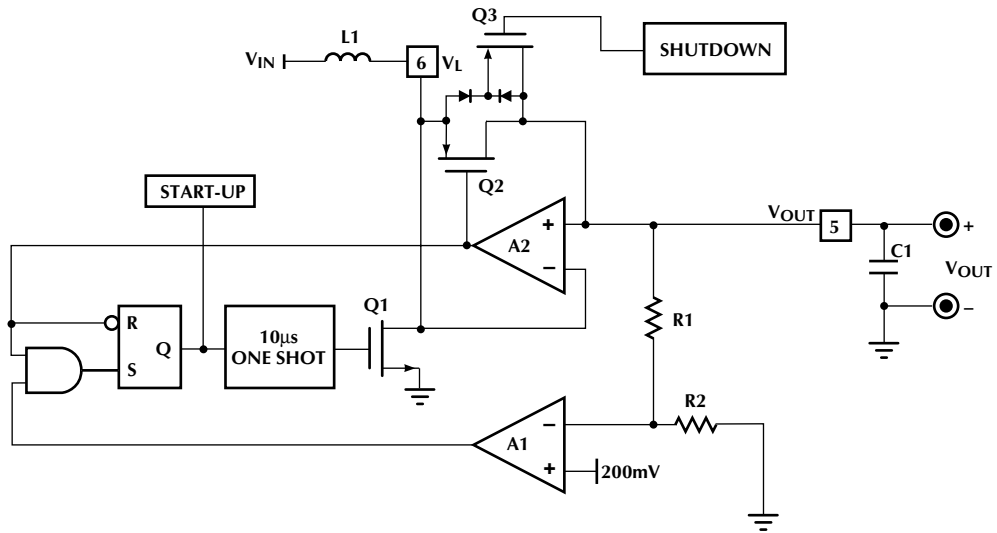 Q3
L1
SHUTDOWN
VIN
6
VL
Q2
START-UP
VOUT
5
+
A2
+
−
C1
VOUT
−
Q1
R
Q
S
10µs
ONE SHOT
R1
R2
A1
−
+
200mV